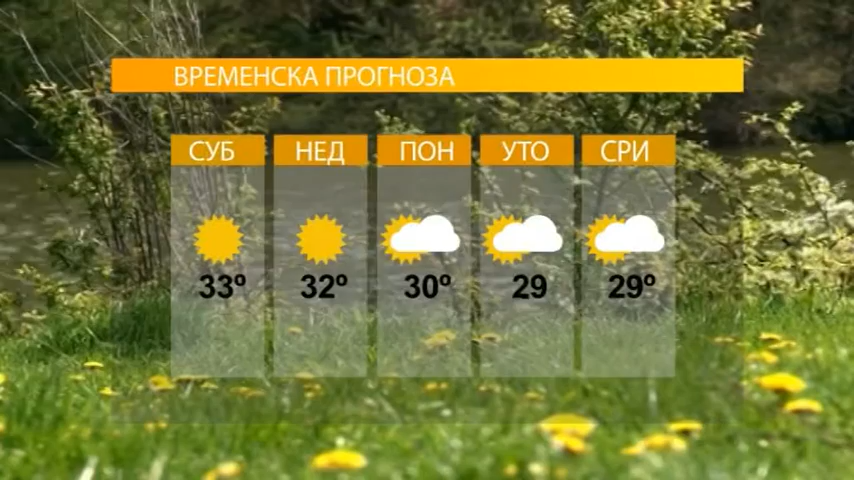 ВРЕМЕНСКА ПРОГНОЗА
СУБ НЕД ПОН УТО СРИ
33º 32º 30º 29 29º